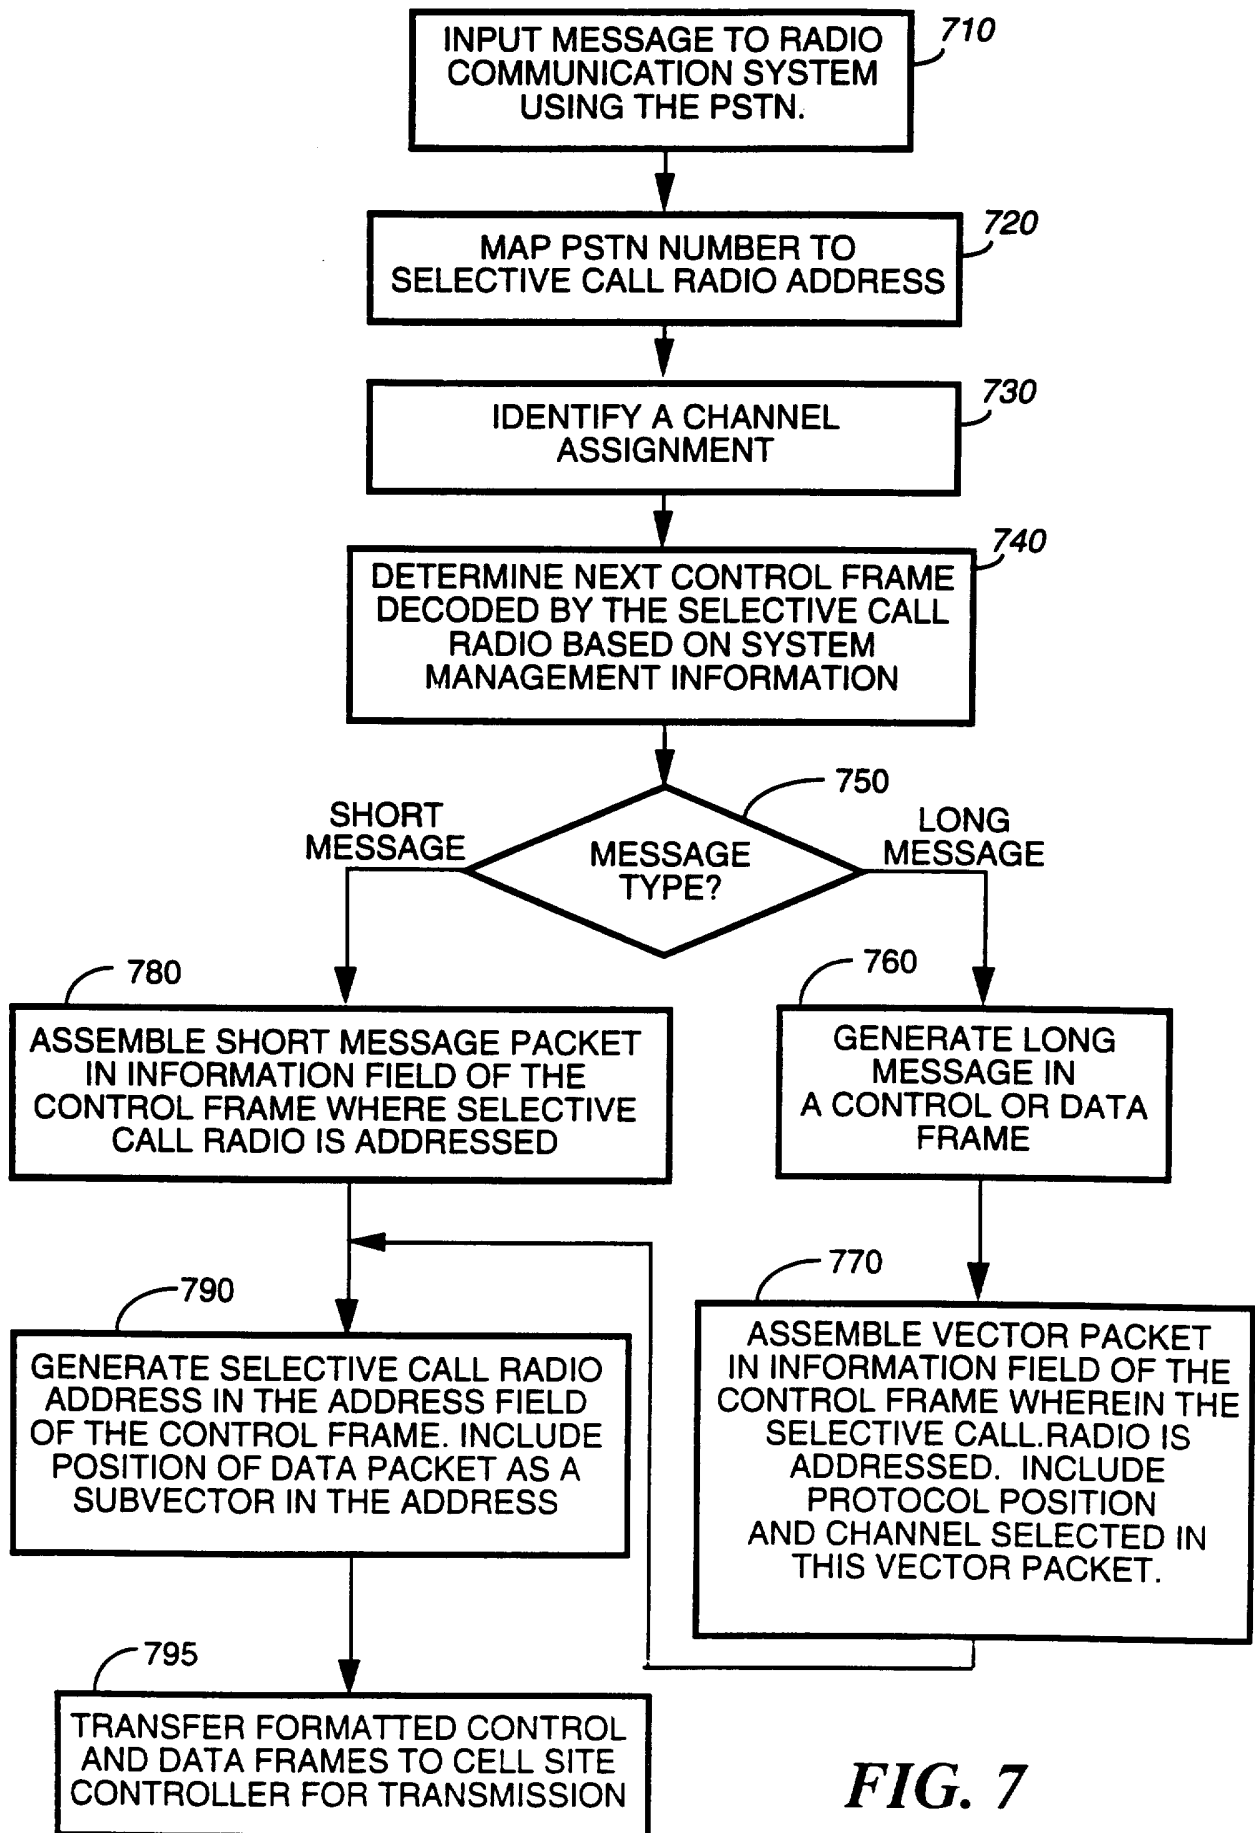 INPUT MESSAGE TO RADIO
COMMUNICATION SYSTEM
USING THE PSTN.
710
MAP PSTN NUMBER TO
SELECTIVE CALL RADIO ADDRESS
720
IDENTIFY A CHANNEL
ASSIGNMENT
730
DETERMINE NEXT CONTROL FRAME
DECODED BY THE SELECTIVE CALL
RADIO BASED ON SYSTEM
MANAGEMENT INFORMATION
740
750
MESSAGE
TYPE?
SHORT
MESSAGE
LONG
MESSAGE
780
ASSEMBLE SHORT MESSAGE PACKET
IN INFORMATION FIELD OF THE
CONTROL FRAME WHERE SELECTIVE
CALL RADIO IS ADDRESSED
760
GENERATE LONG
MESSAGE IN
A CONTROL OR DATA
FRAME
770
ASSEMBLE VECTOR PACKET
IN INFORMATION FIELD OF THE
CONTROL FRAME WHEREIN THE
SELECTIVE CALL.RADIO IS
ADDRESSED. INCLUDE
PROTOCOL POSITION
AND CHANNEL SELECTED IN
THIS VECTOR PACKET.
790
GENERATE SELECTIVE CALL RADIO
ADDRESS IN THE ADDRESS FIELD
OF THE CONTROL FRAME. INCLUDE
POSITION OF DATA PACKET AS A
SUBVECTOR IN THE ADDRESS
795
TRANSFER FORMATTED CONTROL
AND DATA FRAMES TO CELL SITE
CONTROLLER FOR TRANSMISSION
FIG. 7